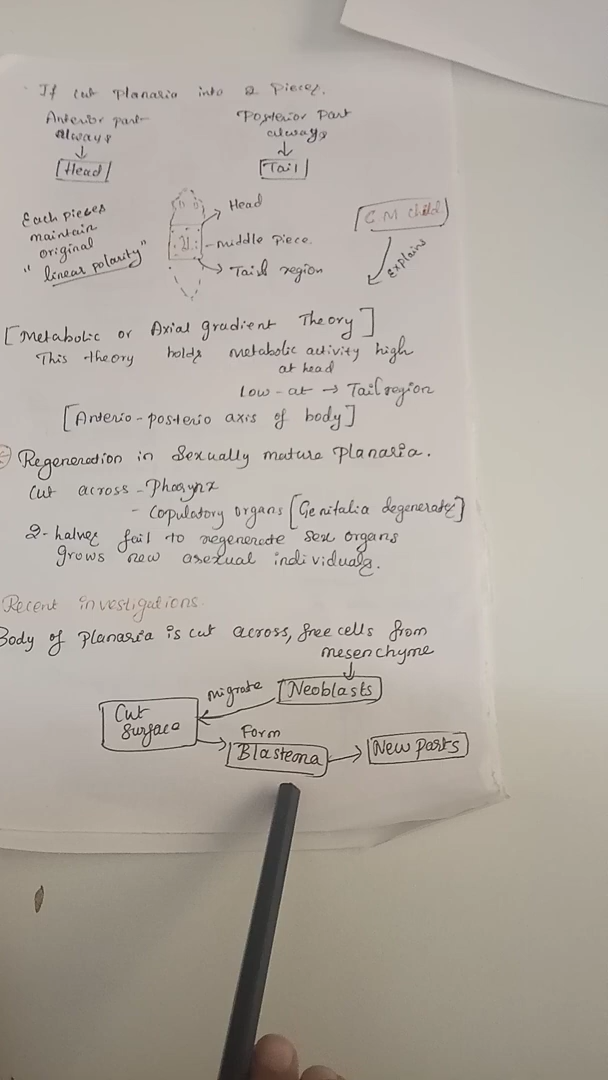 If cut Planaria into 2 Pieces.
Anterior part always
[Head]
Posterior Part always
[Tail]
Each pieces maintain original "linear polarity"
Head
middle piece.
Tail region
C.M child
explains
[Metabolic or Axial gradient Theory]
This theory holds metabolic activity high at head
Low-at → Tail region
[Anterio-posterio axis of body]
Regeneration in Sexually mature Planaria.
Cut across - Pharynx
- Copulatory organs [Genitalia degenerate]
2-halves fail to regenerate sex organs
grows new asexual individuals.
Recent investigations.
Body of Planaria is cut across, free cells from mesenchyme
Neoblasts
migrate
Cut Surface
Form
Blastena
New Parts